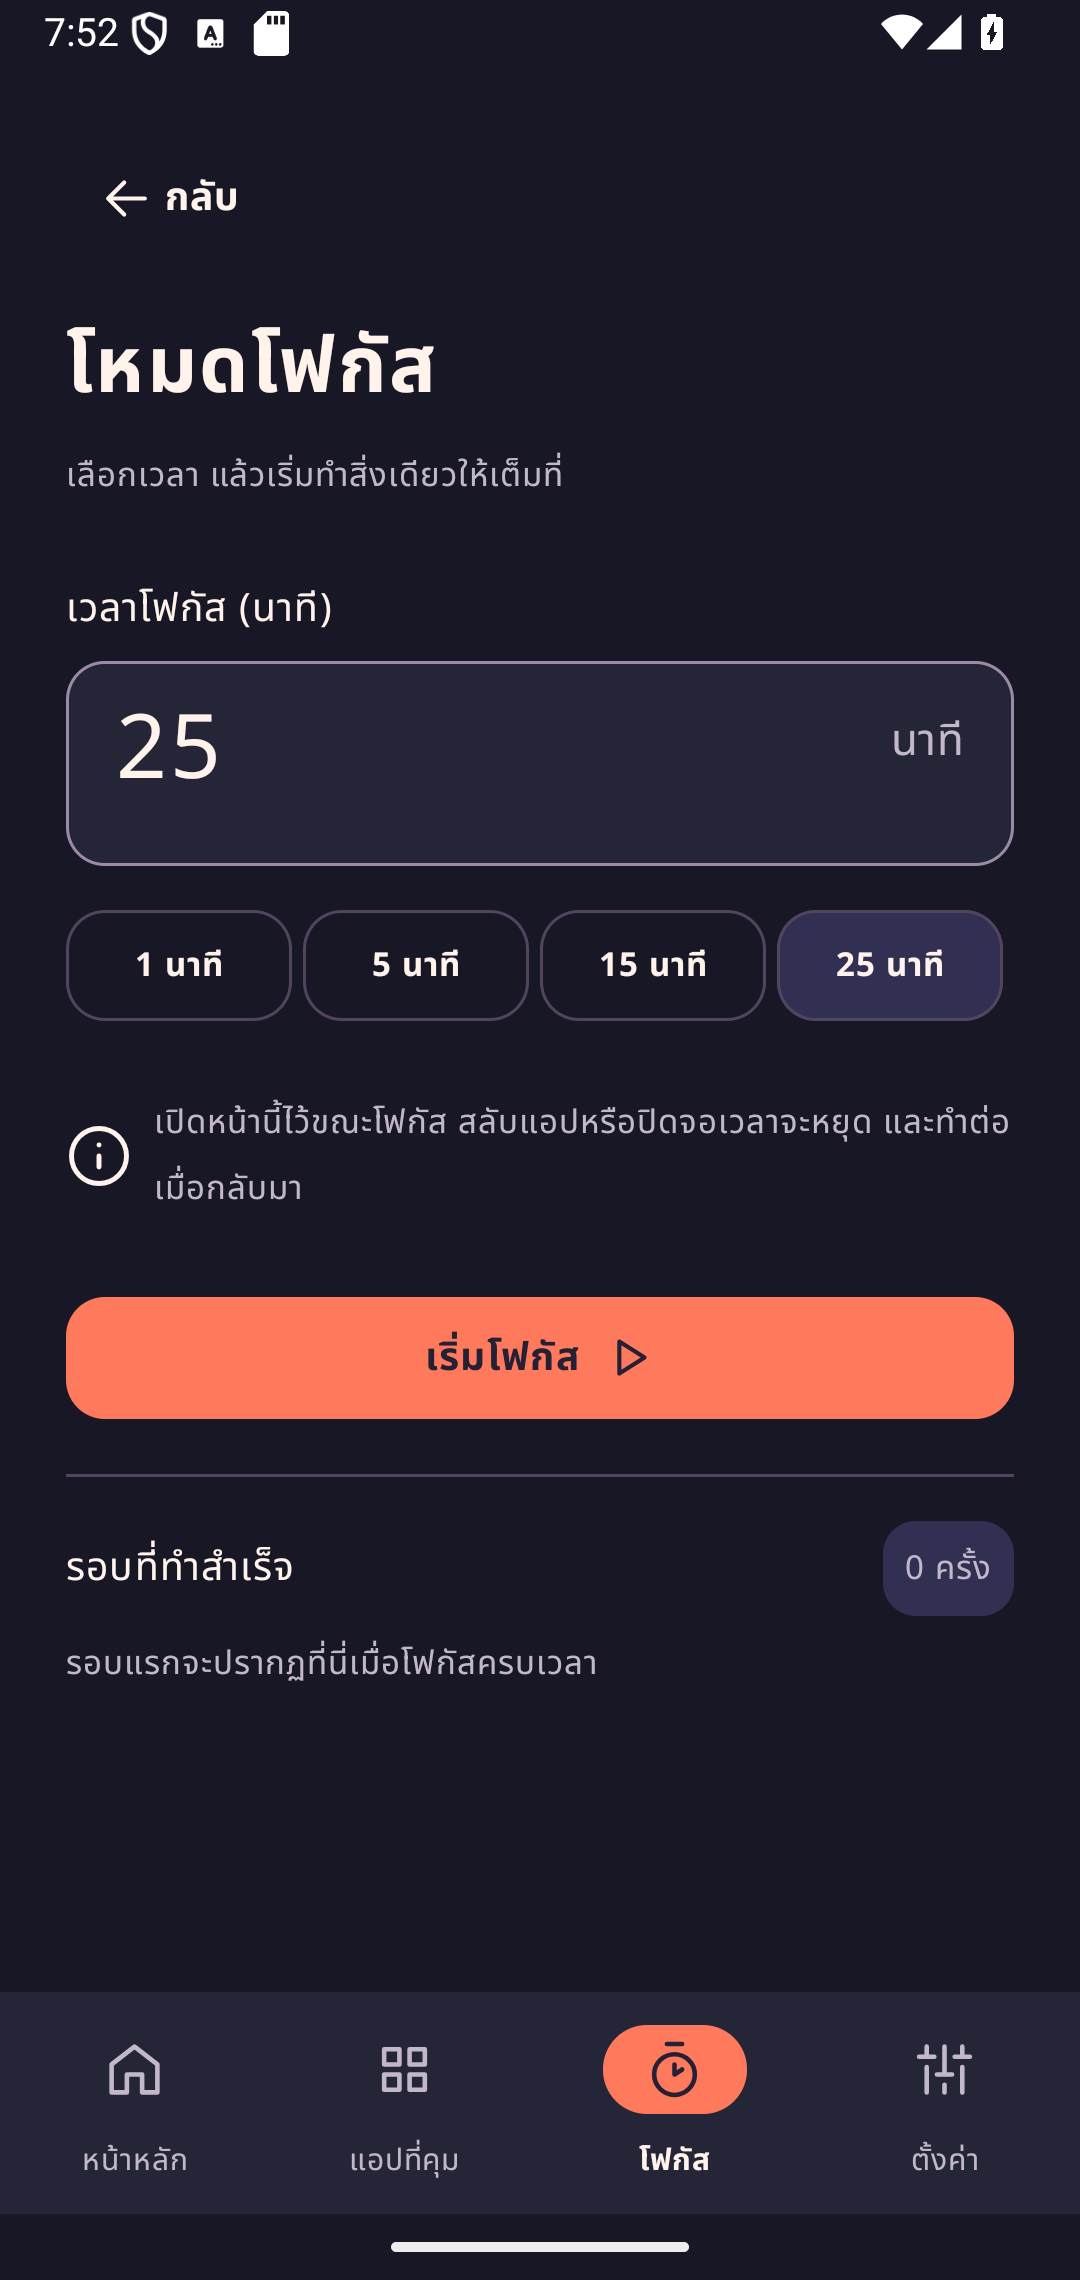 7:52
กลับ
โหมดโฟกัส
เลือกเวลา แล้วเริ่มทำสิ่งเดียวให้เต็มที่
เวลาโฟกัส (นาที)
25
นาที
1 นาที
5 นาที
15 นาที
25 นาที
เปิดหน้านี้ไว้ขณะโฟกัส สลับแอปหรือปิดจอเวลาจะหยุด และทำต่อ
เมื่อกลับมา
เริ่มโฟกัส
รอบที่ทำสำเร็จ
0 ครั้ง
รอบแรกจะปรากฏที่นี่เมื่อโฟกัสครบเวลา
หน้าหลัก
แอปที่คุม
โฟกัส
ตั้งค่า